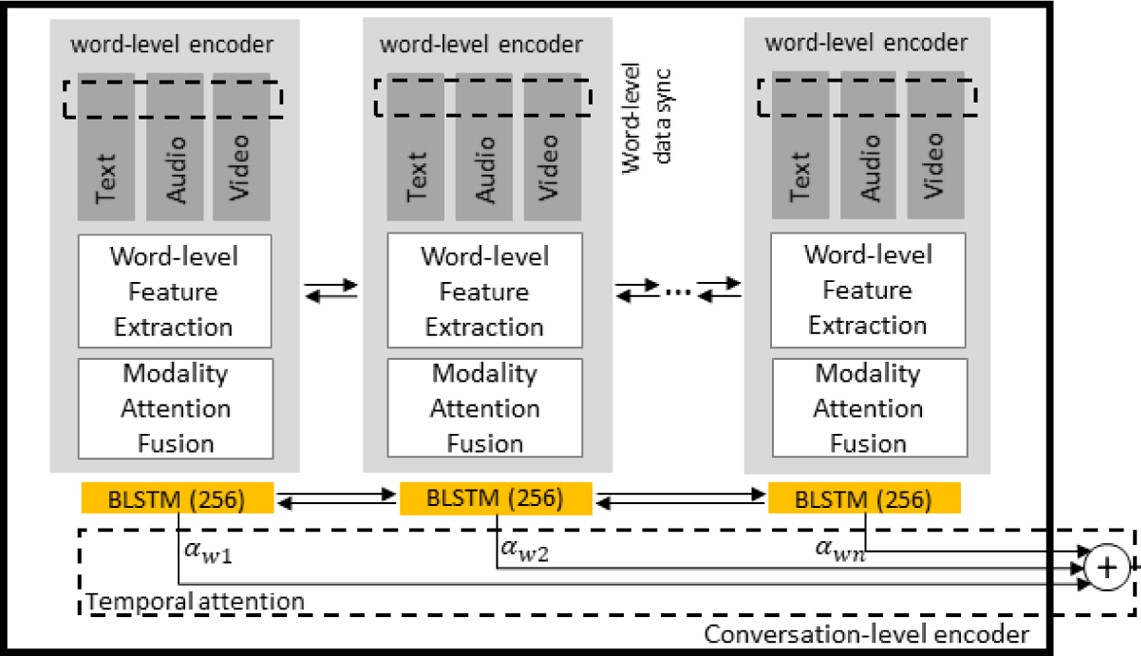 word-level encoder
Text
Audio
Video
Word-level
Feature
Extraction
Modality
Attention
Fusion
BLSTM (256)
word-level encoder
Text
Audio
Video
Word-level
Feature
Extraction
Modality
Attention
Fusion
BLSTM (256)
Word-level
data sync
...
word-level encoder
Text
Audio
Video
Word-level
Feature
Extraction
Modality
Attention
Fusion
BLSTM (256)
α_{w1}
α_{w2}
α_{wn}
+
Temporal attention
Conversation-level encoder